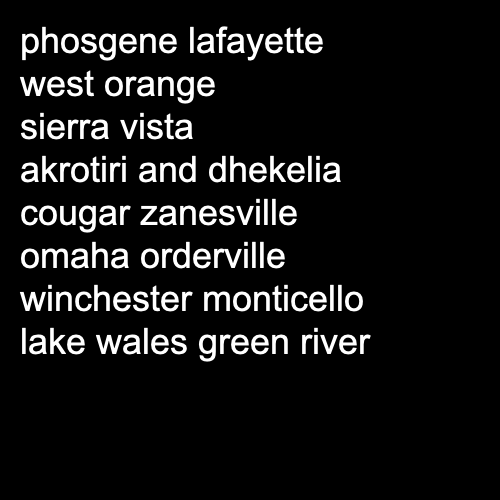 phosgene lafayette
west orange
sierra vista
akrotiri and dhekelia
cougar zanesville
omaha orderville
winchester monticello
lake wales green river